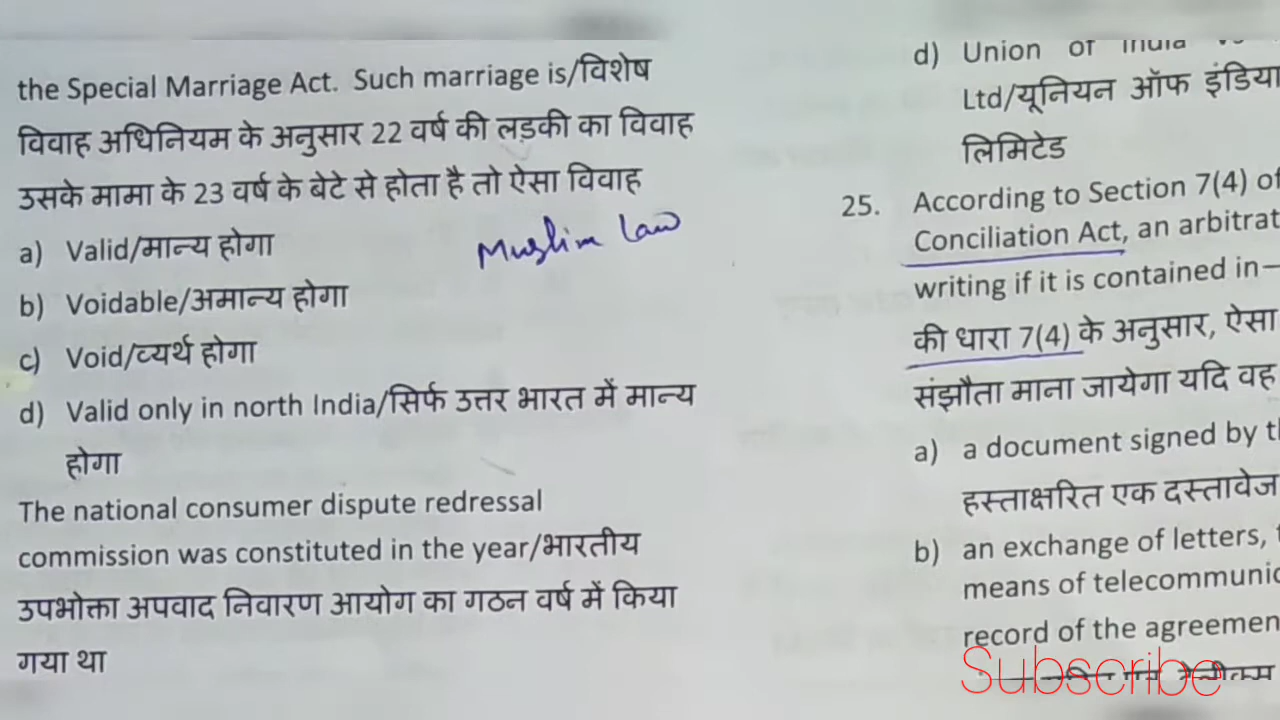 the Special Marriage Act. Such marriage is/विशेष
विवाह अधिनियम के अनुसार 22 वर्ष की लड़की का विवाह
उसके मामा के 23 वर्ष के बेटे से होता है तो ऐसा विवाह
a) Valid/मान्य होगा
Muslim Law
b) Voidable/अमान्य होगा
c) Void/व्यर्थ होगा
d) Valid only in north India/सिर्फ उत्तर भारत में मान्य
होगा
The national consumer dispute redressal
commission was constituted in the year/भारतीय
उपभोक्ता अपवाद निवारण आयोग का गठन वर्ष में किया
गया था
d) Union of India vs
Ltd/यूनियन ऑफ इंडिया
लिमिटेड
25. According to Section 7(4) of
Conciliation Act, an arbitrat
writing if it is contained in—
की धारा 7(4) के अनुसार, ऐसा
संझौता माना जायेगा यदि वह
a) a document signed by th
हस्ताक्षरित एक दस्तावेज
b) an exchange of letters,
means of telecommunic
record of the agreemen
Subscribe